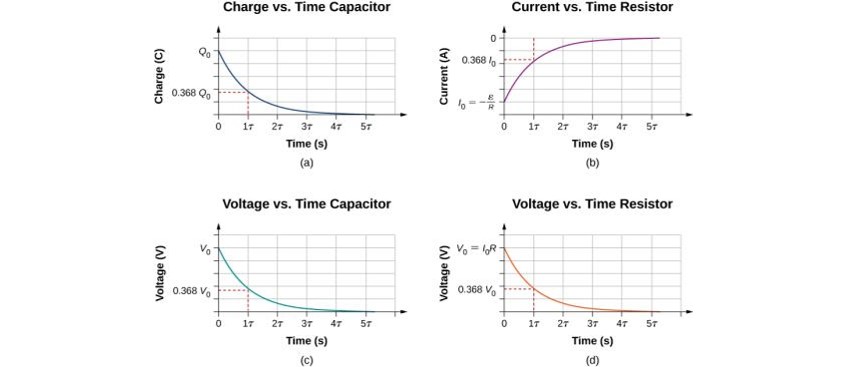 Charge vs. Time Capacitor
Charge (C)
Q₀
0.368 Q₀
0 1τ 2τ 3τ 4τ 5τ
Time (s)
(a)
Current vs. Time Resistor
Current (A)
0
0.368 I₀
I₀ = −ε/R
0 1τ 2τ 3τ 4τ 5τ
Time (s)
(b)
Voltage vs. Time Capacitor
Voltage (V)
V₀
0.368 V₀
0 1τ 2τ 3τ 4τ 5τ
Time (s)
(c)
Voltage vs. Time Resistor
Voltage (V)
V₀ = I₀R
0.368 V₀
0 1τ 2τ 3τ 4τ 5τ
Time (s)
(d)